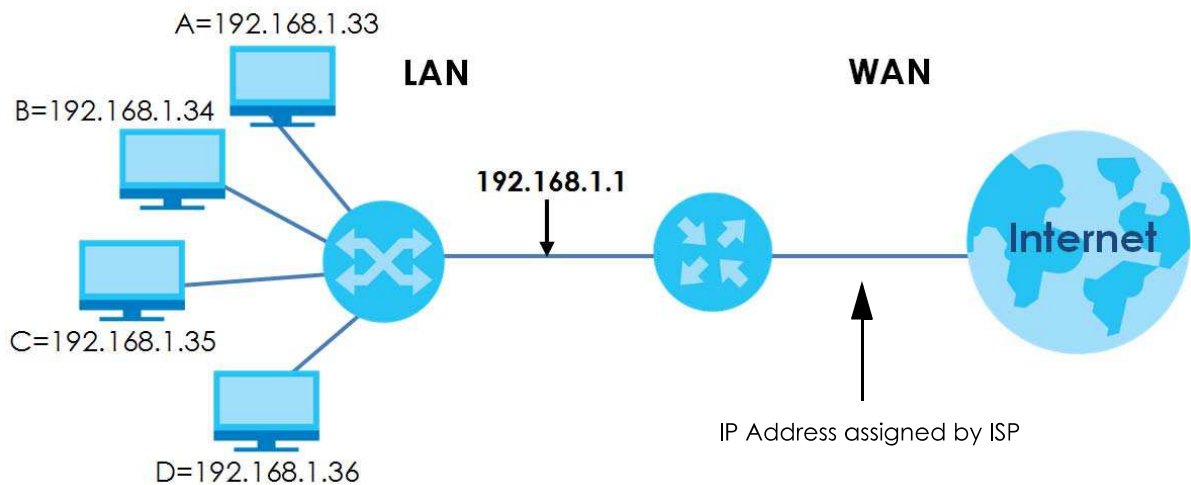 A=192.168.1.33
LAN
WAN
B=192.168.1.34
192.168.1.1
Internet
C=192.168.1.35
IP Address assigned by ISP
D=192.168.1.36